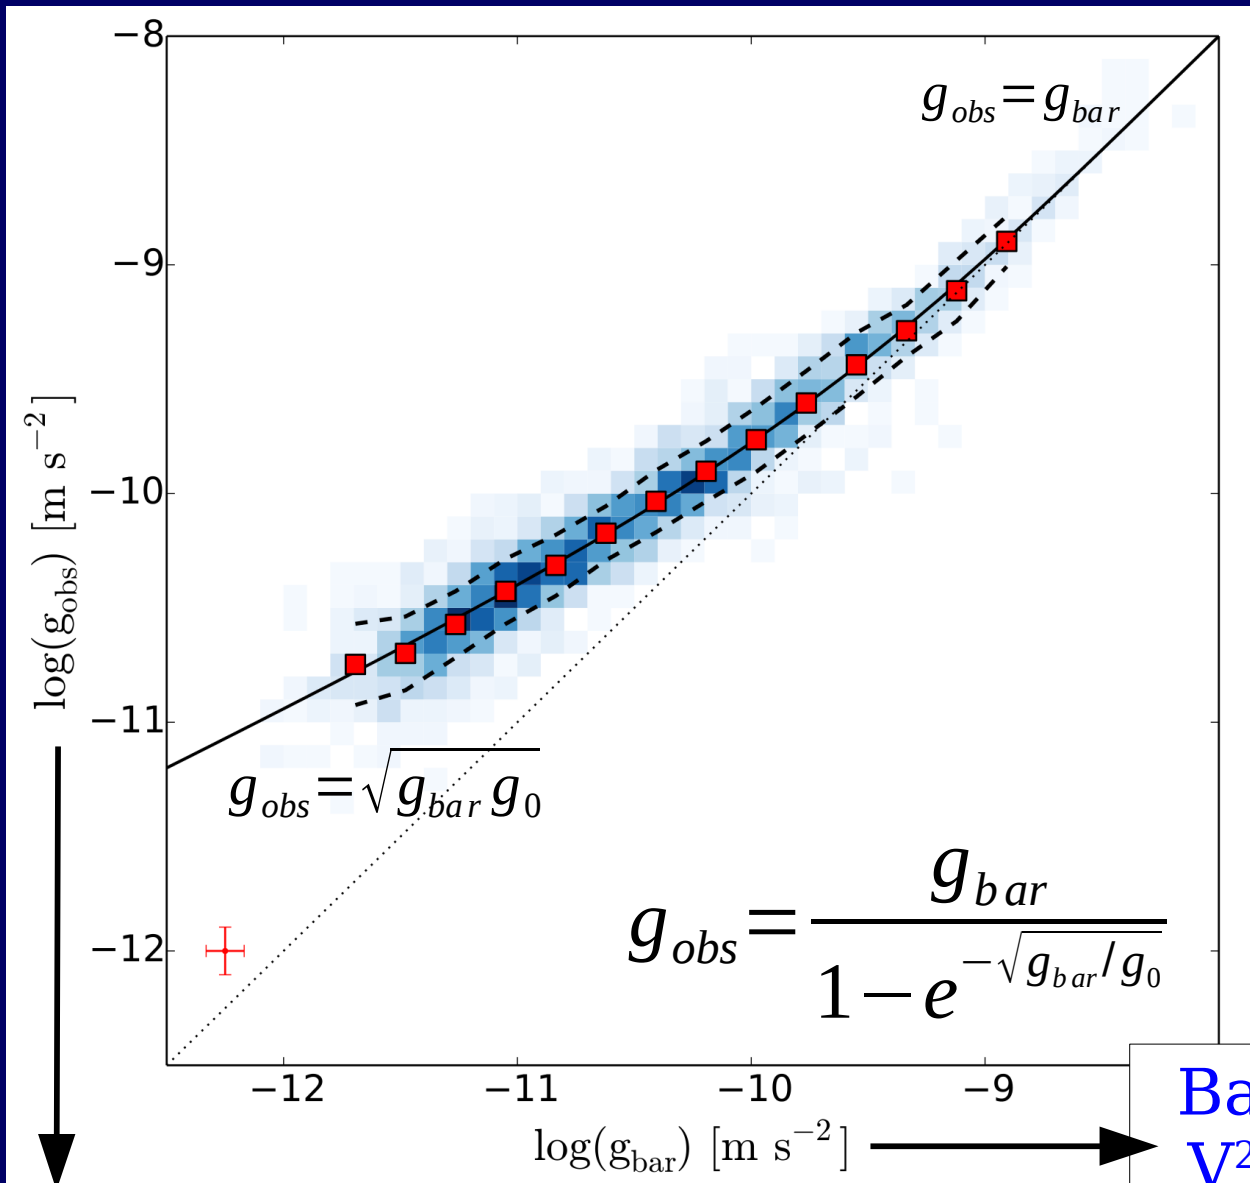 −8
g_obs = g_bar
−9
−10
log(g_obs) [m s^−2]
−11
g_obs = √(g_bar g_0)
g_obs = g_bar / (1 − e^(−√(g_bar/g_0)))
−12
−12 −11 −10 −9
log(g_bar) [m s^−2]
V²